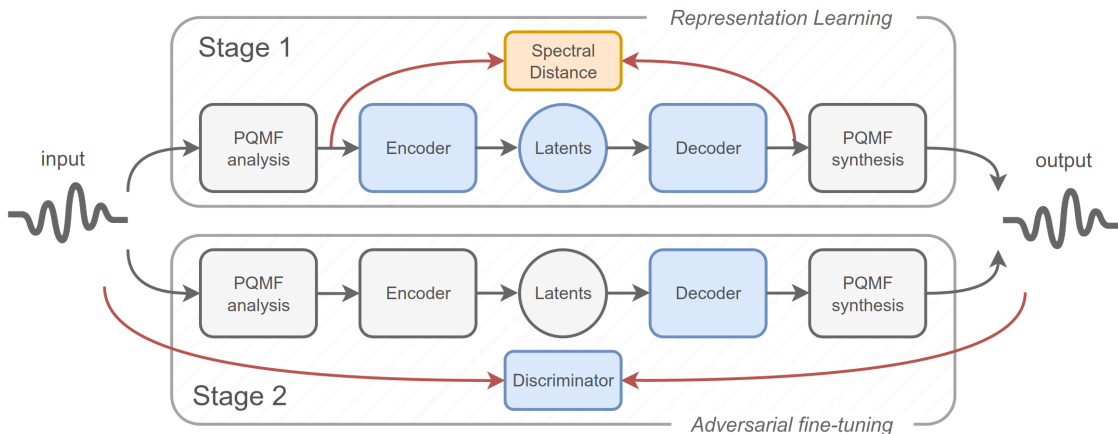 Representation Learning
Stage 1
Spectral
Distance
PQMF
analysis
Encoder
Latents
Decoder
PQMF
synthesis
input
output
PQMF
analysis
Encoder
Latents
Decoder
PQMF
synthesis
Discriminator
Stage 2
Adversarial fine-tuning